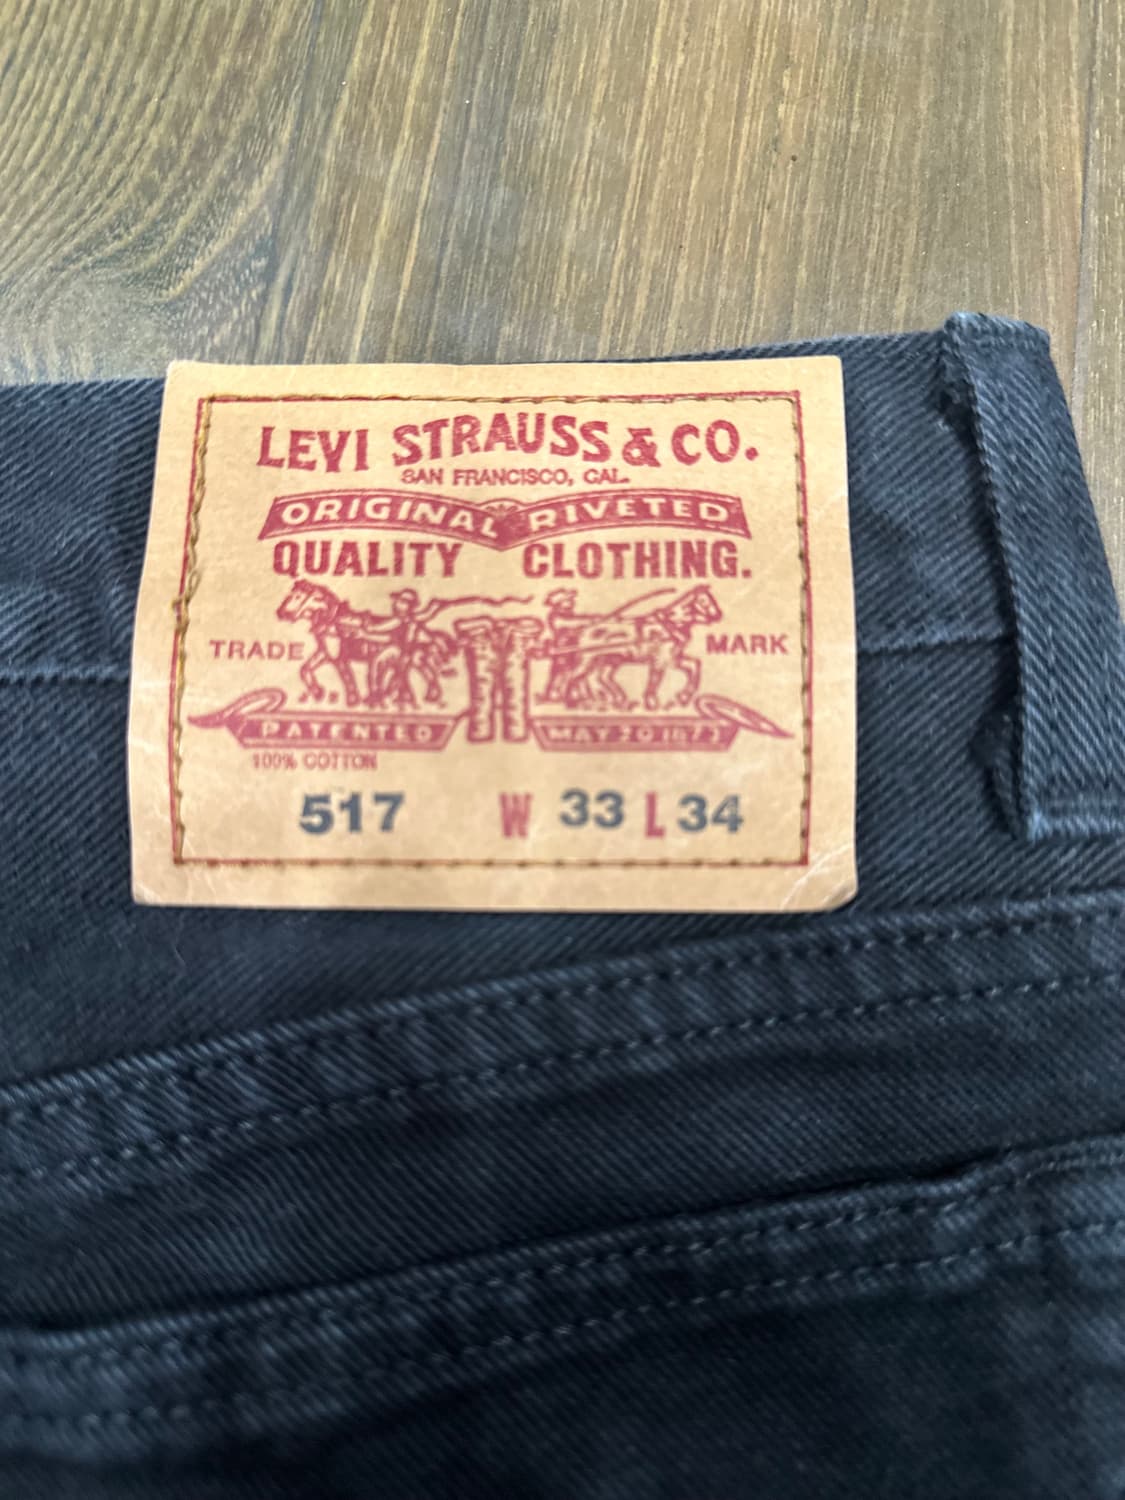 LEVI STRAUSS & CO.
SAN FRANCISCO, CAL.
ORIGINAL RIVETED
QUALITY CLOTHING.
TRADE MARK
PATENTED MAY 20 1873
100% COTTON
517 W 33 L 34